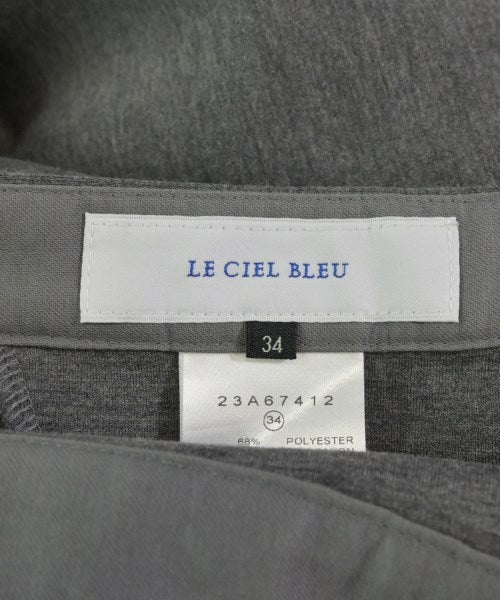 LE CIEL BLEU
34
23A67412
34
68% POLYESTER